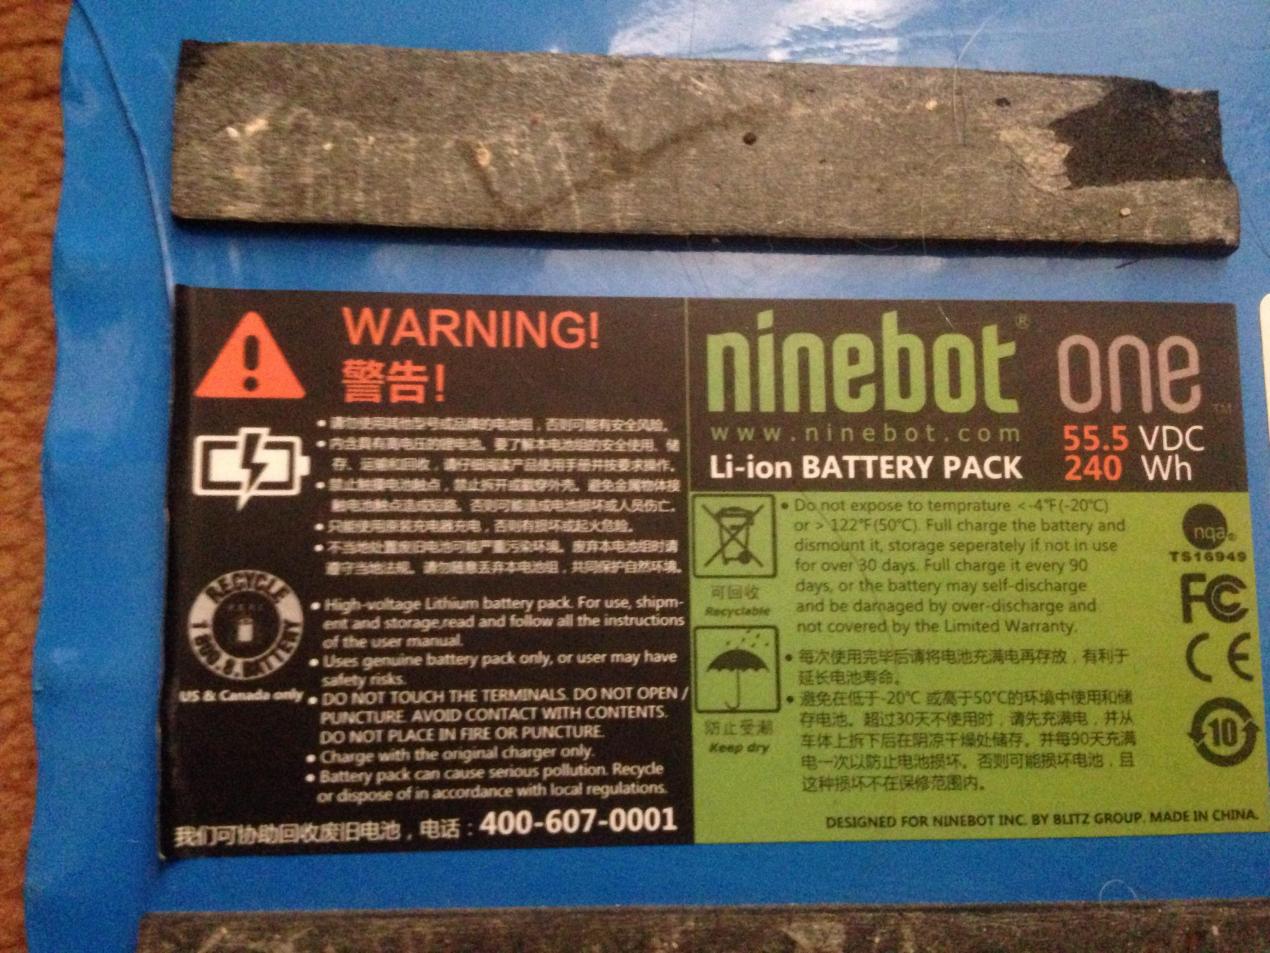 WARNING!
警告!
请勿使用其他型号或品牌的电池组，否则可能有安全风险。
内含具有高电压的锂电池。要了解本电池组的安全使用、储
存、运输和回收，请仔细阅读产品使用手册并按要求操作。
禁止触碰电池触点，禁止拆开或戳穿外壳。避免金属物体接
触电池触点造成短路。否则可能造成电池损坏或人员伤亡。
只能使用原装充电器充电，否则有损坏或起火危险。
不当地处置废旧电池可能严重污染环境。废弃本电池组时请
遵守当地法规。请勿随意丢弃本电池组，共同保护自然环境。
RECYCLE
1 800.8.BATTERY
US & Canada only
• High-voltage Lithium battery pack. For use, shipm-
ent and storage,read and follow all the instructions
of the user manual.
• Uses genuine battery pack only, or user may have
safety risks.
• DO NOT TOUCH THE TERMINALS. DO NOT OPEN /
PUNCTURE. AVOID CONTACT WITH CONTENTS.
DO NOT PLACE IN FIRE OR PUNCTURE.
• Charge with the original charger only.
• Battery pack can cause serious pollution. Recycle
or dispose of in accordance with local regulations.
我们可协助回收废旧电池，电话：400-607-0001
ninebot® one™
www.ninebot.com
55.5 VDC
Li-ion BATTERY PACK
240 Wh
可回收
Recyclable
防止受潮
Keep dry
• Do not expose to temprature <-4°F(-20°C)
or > 122°F(50°C). Full charge the battery and
dismount it, storage seperately if not in use
for over 30 days. Full charge it every 90
days, or the battery may self-discharge
and be damaged by over-discharge and
not covered by the Limited Warranty.
• 每次使用完毕后请将电池充满电再存放，有利于
延长电池寿命。
• 避免在低于-20°C 或高于50°C的环境中使用和储
存电池。超过30天不使用时，请先充满电，并从
车体上拆下后在阴凉干燥处储存。并每90天充满
电一次以防止电池损坏。否则可能损坏电池，且
这种损坏不在保修范围内。
nqa®
TS16949
FC
CE
10
DESIGNED FOR NINEBOT INC. BY BLITZ GROUP. MADE IN CHINA.